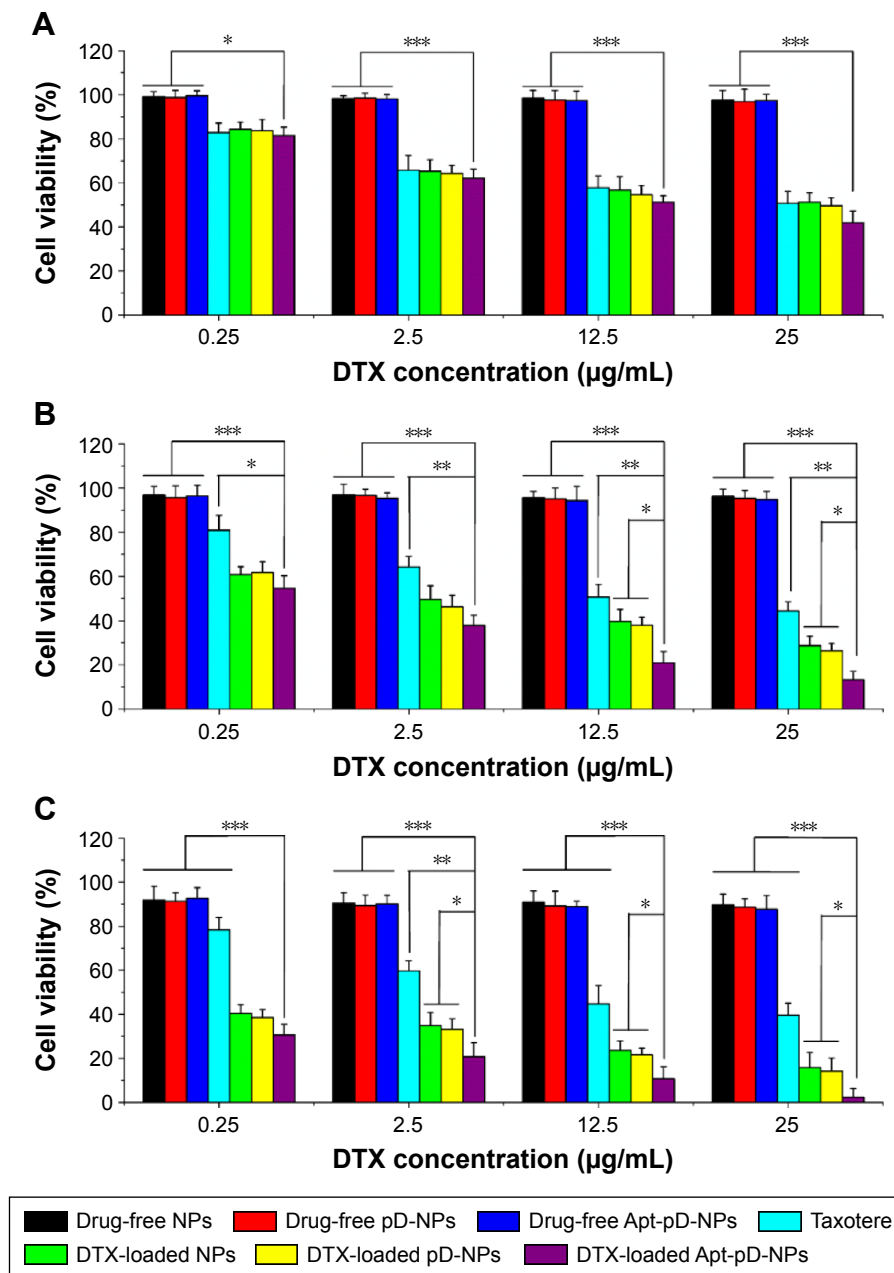 A
120
100
80
60
40
20
0
Cell viability (%)
* *** *** ***
0.25 2.5 12.5 25
DTX concentration (µg/mL)
B
120
100
80
60
40
20
0
Cell viability (%)
*** *** *** ***
* ** ** **
* *
0.25 2.5 12.5 25
DTX concentration (µg/mL)
C
120
100
80
60
40
20
0
Cell viability (%)
*** *** *** ***
**
* * *
0.25 2.5 12.5 25
DTX concentration (µg/mL)
Drug-free NPs Drug-free pD-NPs Drug-free Apt-pD-NPs Taxotere
DTX-loaded NPs DTX-loaded pD-NPs DTX-loaded Apt-pD-NPs